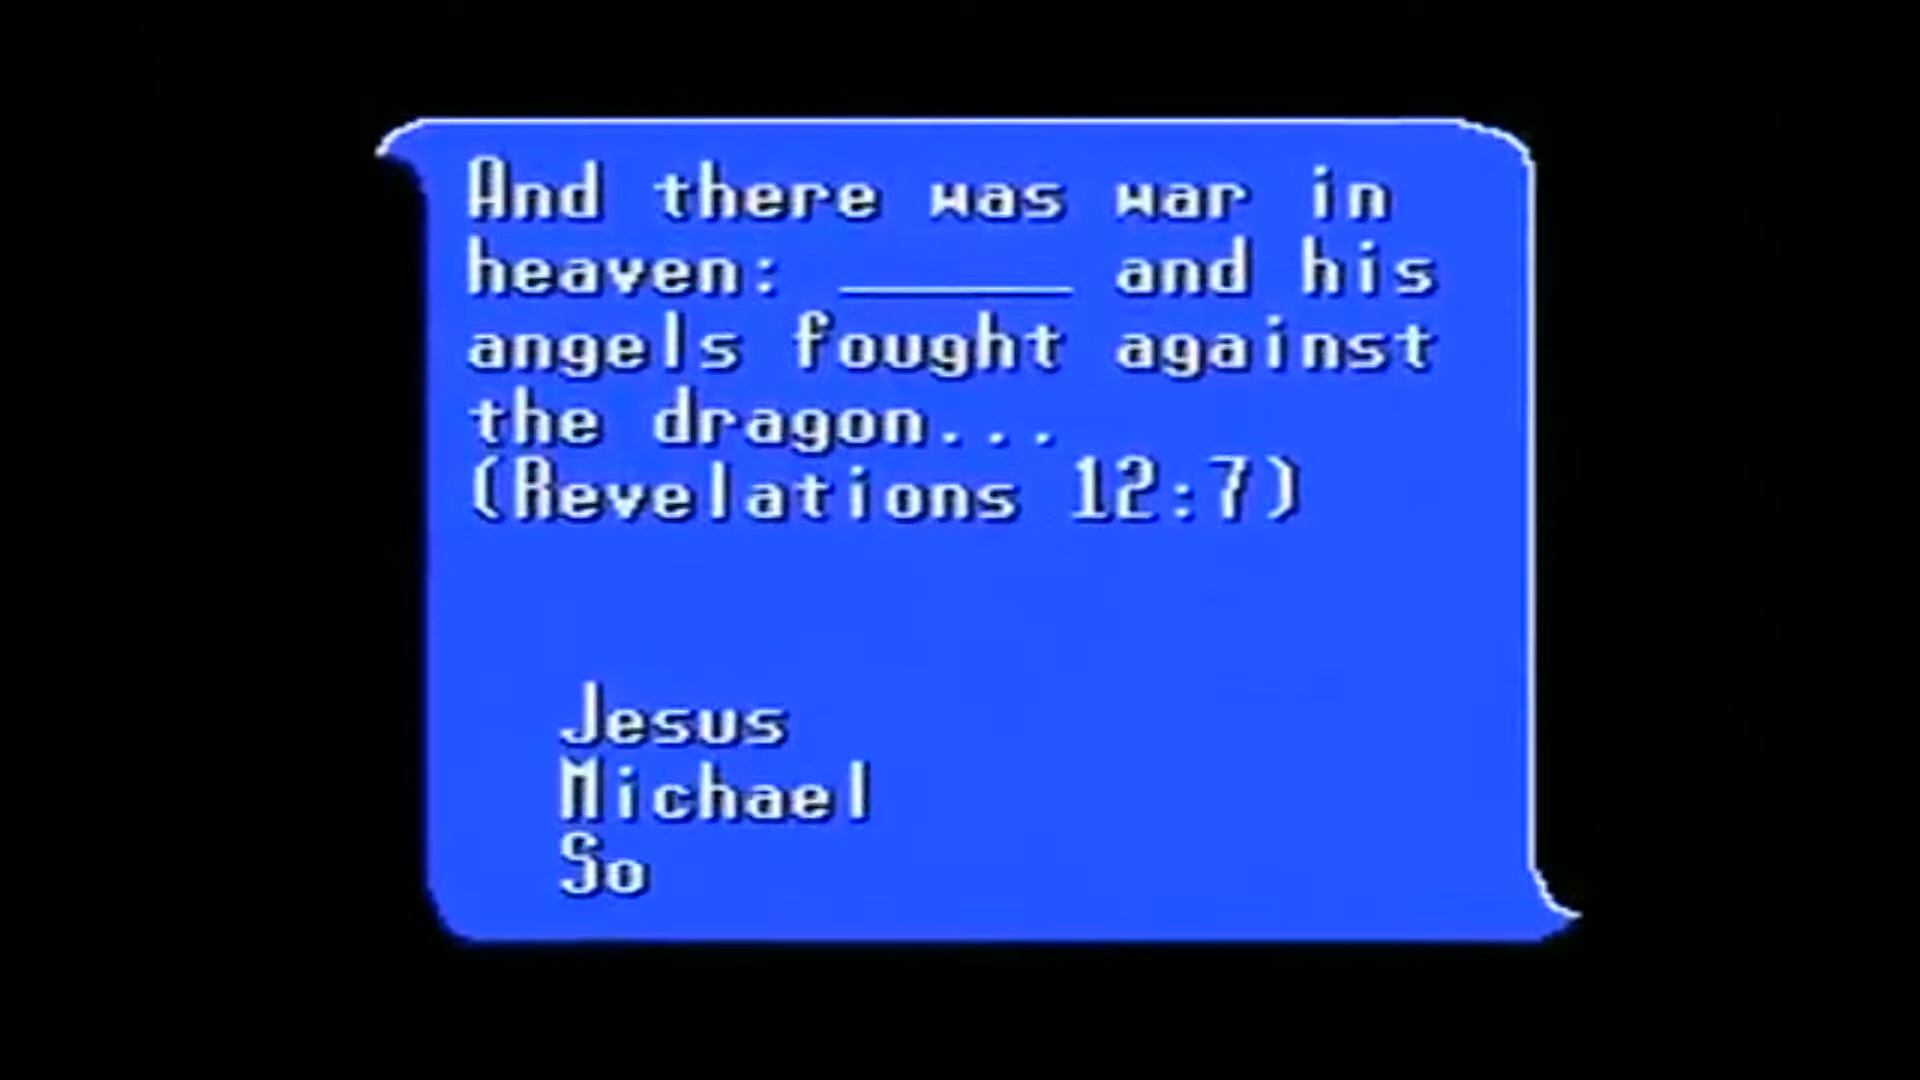 And there was war in
heaven: _____ and his
angels fought against
the dragon...
(Revelations 12:7)
Jesus
Michael
So